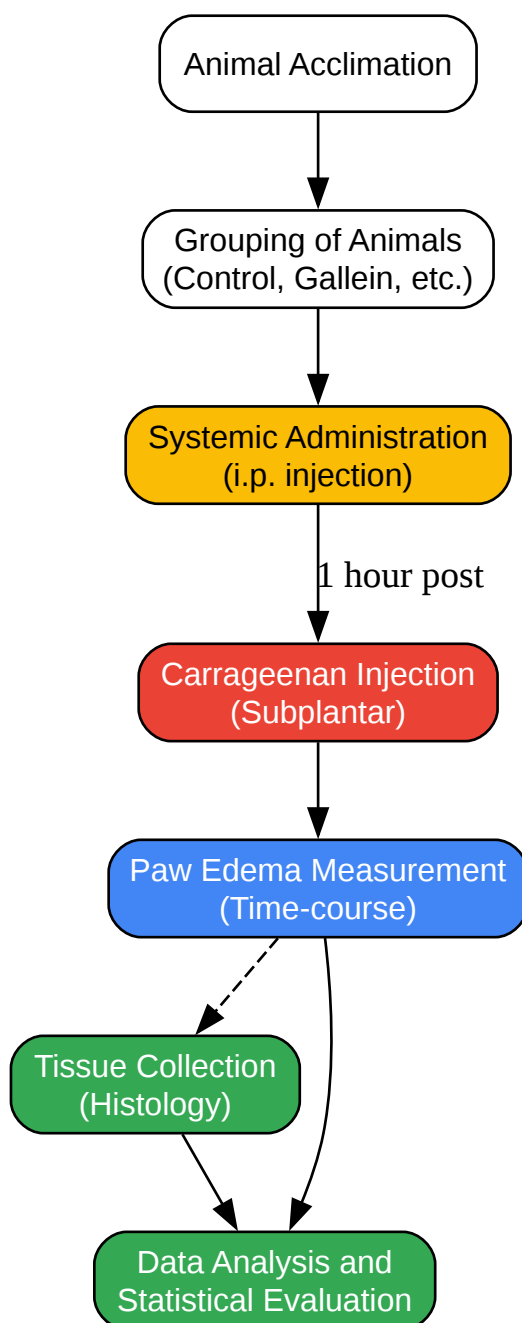 Animal Acclimation
Grouping of Animals
(Control, Gallein, etc.)
Systemic Administration
(i.p. injection)
1 hour post
Carrageenan Injection
(Subplantar)
Paw Edema Measurement
(Time-course)
Tissue Collection
(Histology)
Data Analysis and
Statistical Evaluation